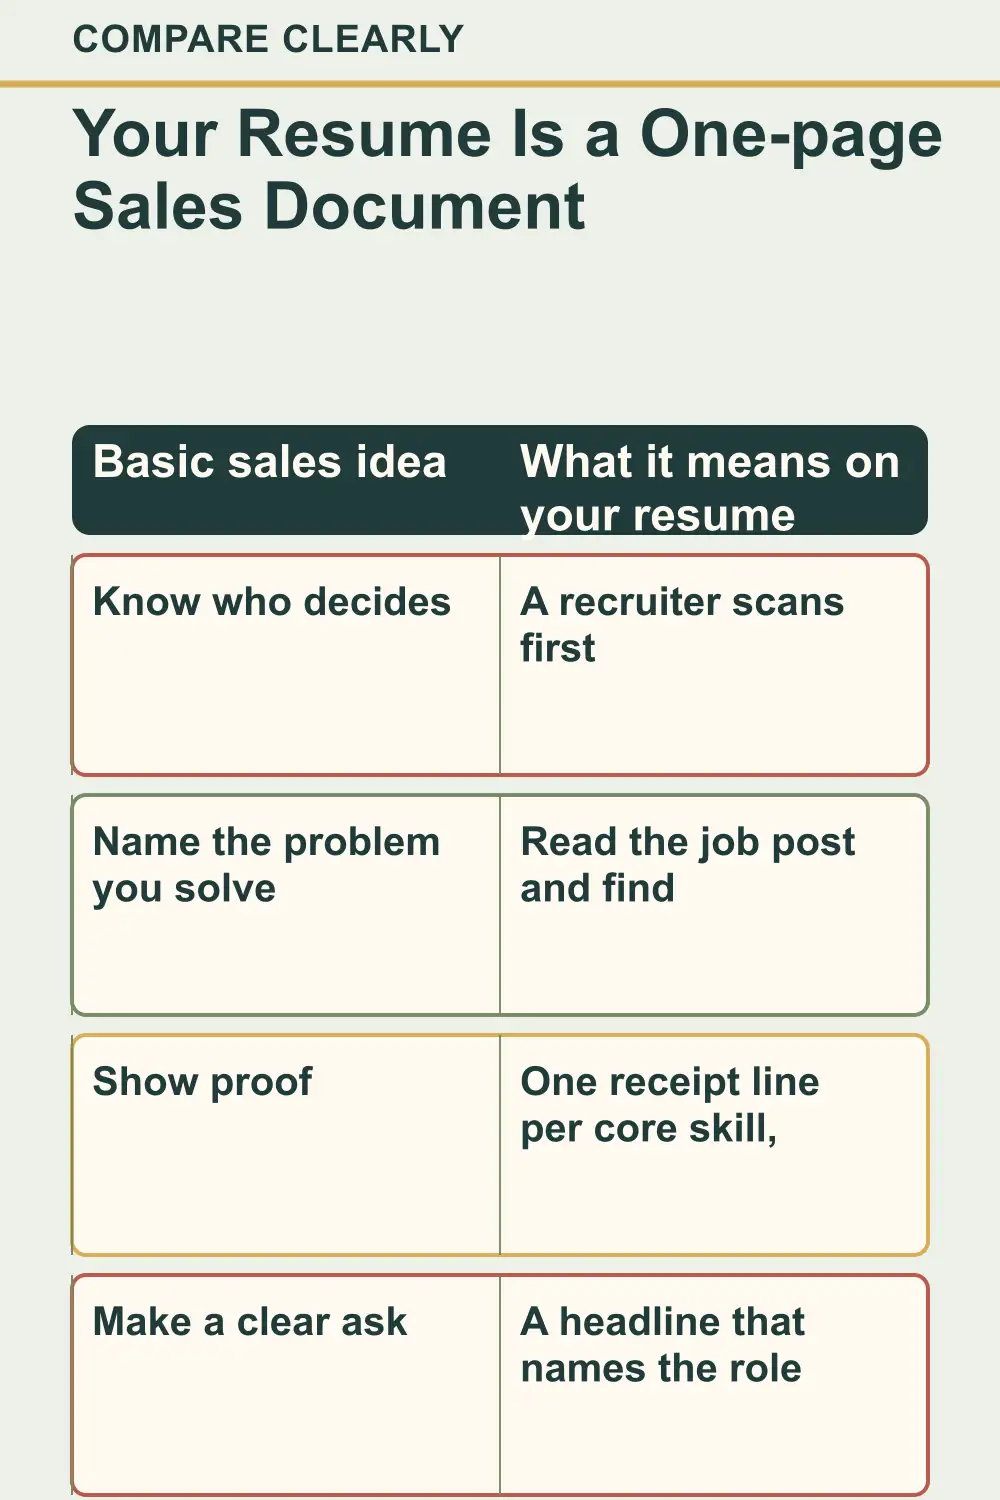 COMPARE CLEARLY
Your Resume Is a One-page
Sales Document
Basic sales idea
What it means on
your resume
Know who decides
A recruiter scans
first
Name the problem
you solve
Read the job post
and find
Show proof
One receipt line
per core skill,
Make a clear ask
A headline that
names the role